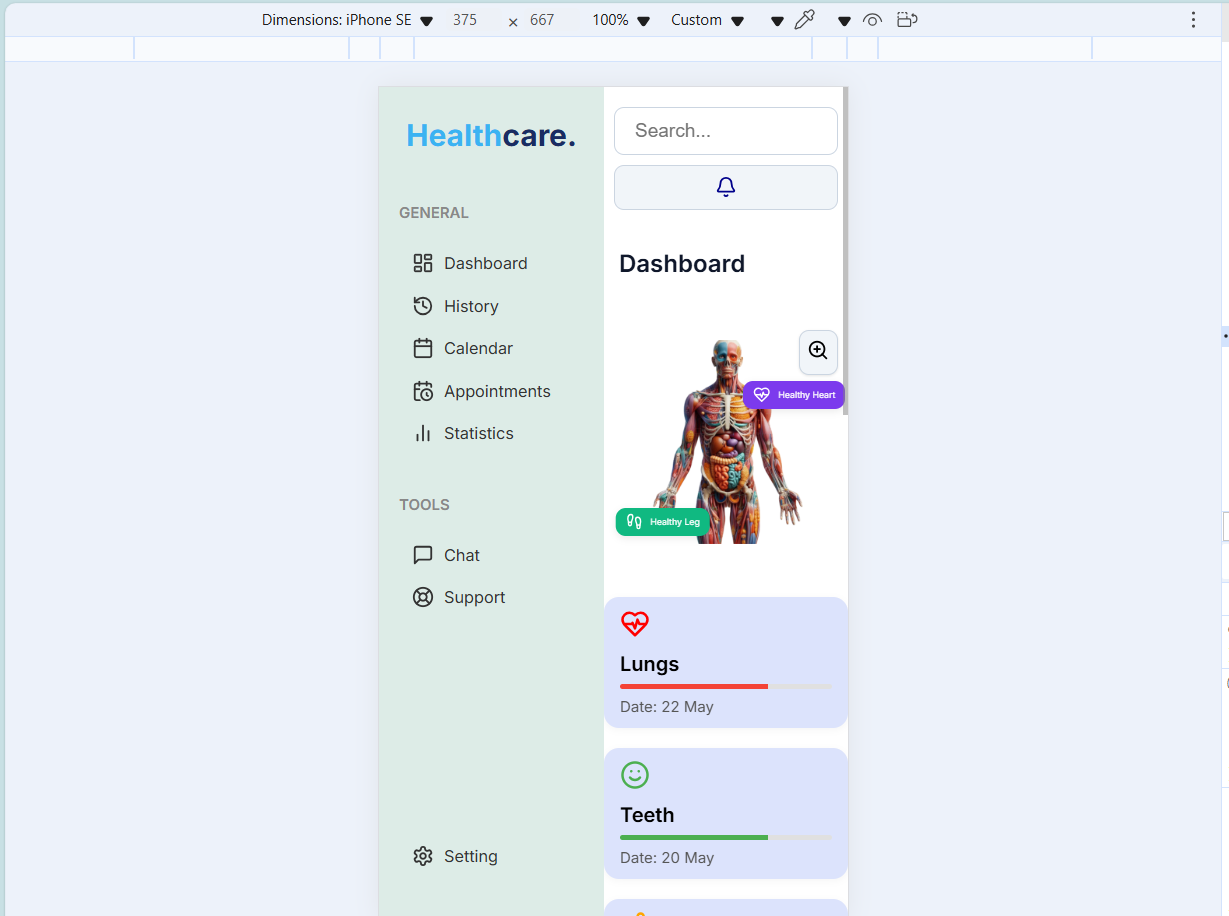 Dimensions: iPhone SE 375 × 667 100% Custom
Healthcare.
GENERAL
Dashboard
History
Calendar
Appointments
Statistics
TOOLS
Chat
Support
Setting
Search...
Dashboard
Healthy Heart
Healthy Leg
Lungs
Date: 22 May
Teeth
Date: 20 May